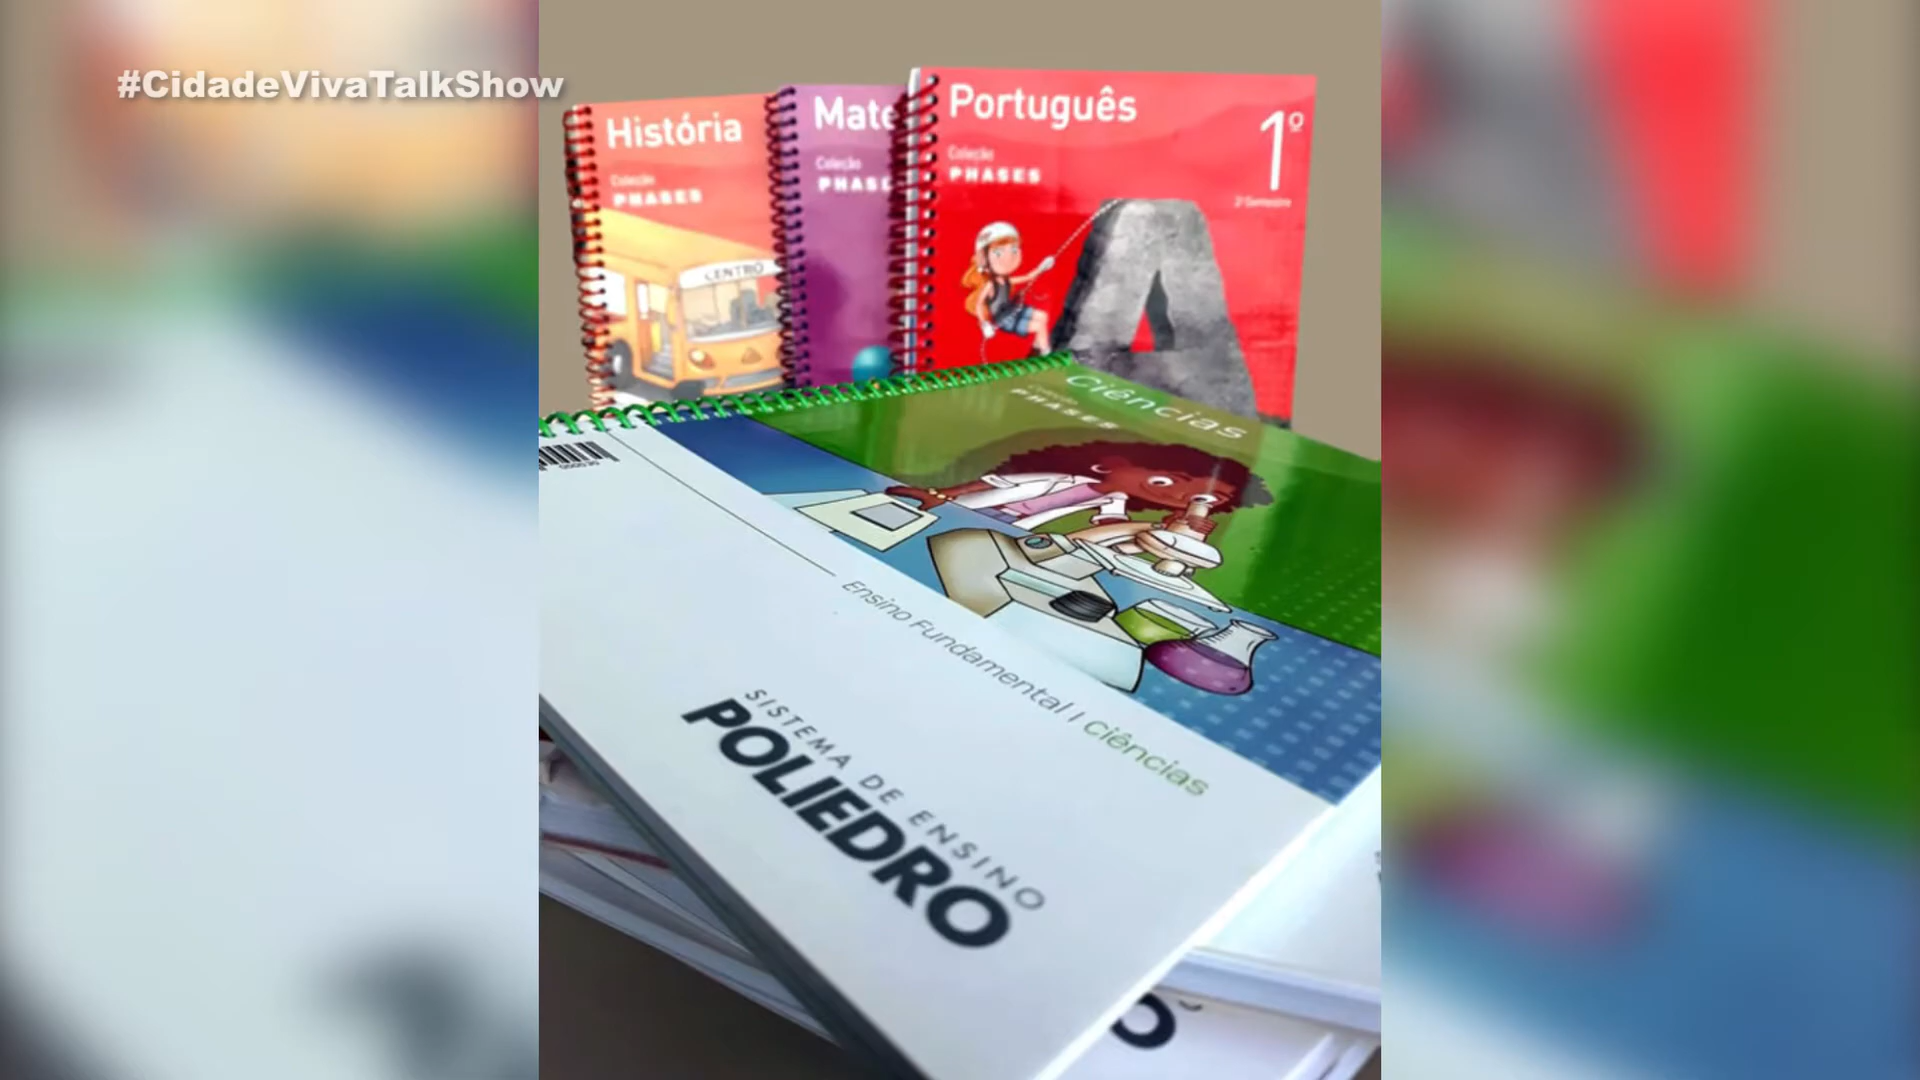 #CidadeVivaTalkShow
História
Coleção
PHASES
CENTRO
Mate
Coleção
PHASE
Português
Coleção
PHASES
1º
2º Semestre
Ciências
Coleção
PHASES
000030
Ensino Fundamental I Ciências
SISTEMA DE ENSINO
POLIEDRO